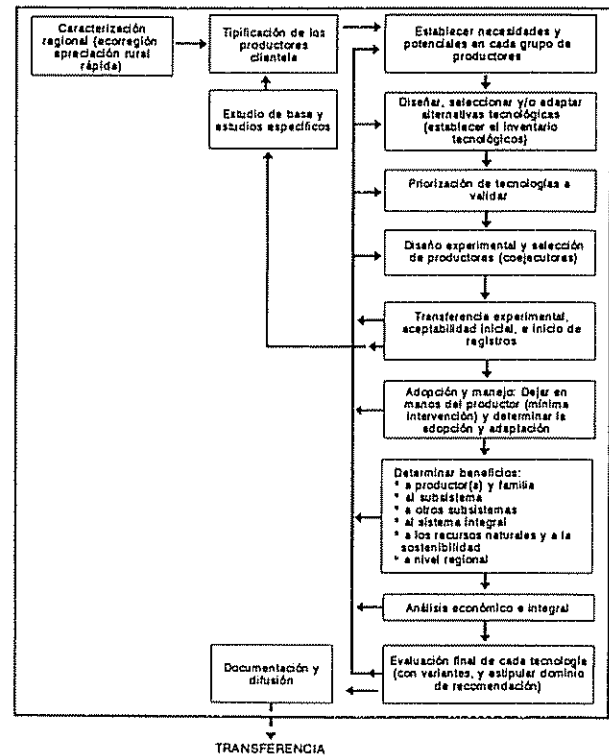 Caracterización
regional (ecorregión
apreciación rural
rápida)
Tipificación de los
productores
clientela
Estudio de base y
estudios específicos
Establecer necesidades y
potenciales en cada grupo de
productores
Diseñar, seleccionar y/o adaptar
alternativas tecnológicas
(establecer el inventario
tecnológicos)
Priorización de tecnologías a
validar
Diseño experimental y selección
de productores (coejecutores)
Transferencia experimental,
aceptabilidad inicial, e inicio de
registros
Adopción y manejo: Dejar en
manos del productor (mínima
intervención) y determinar la
adopción y adaptación
Determinar beneficios:
* a productor(a) y familia
* al subsistema
* a otros subsistemas
* al sistema integral
* a los recursos naturales y a la
sostenibilidad
* a nivel regional
Análisis económico e integral
Evaluación final de cada tecnología
(con variantes, y estipular dominio
de recomendación)
Documentación y
difusión
TRANSFERENCIA